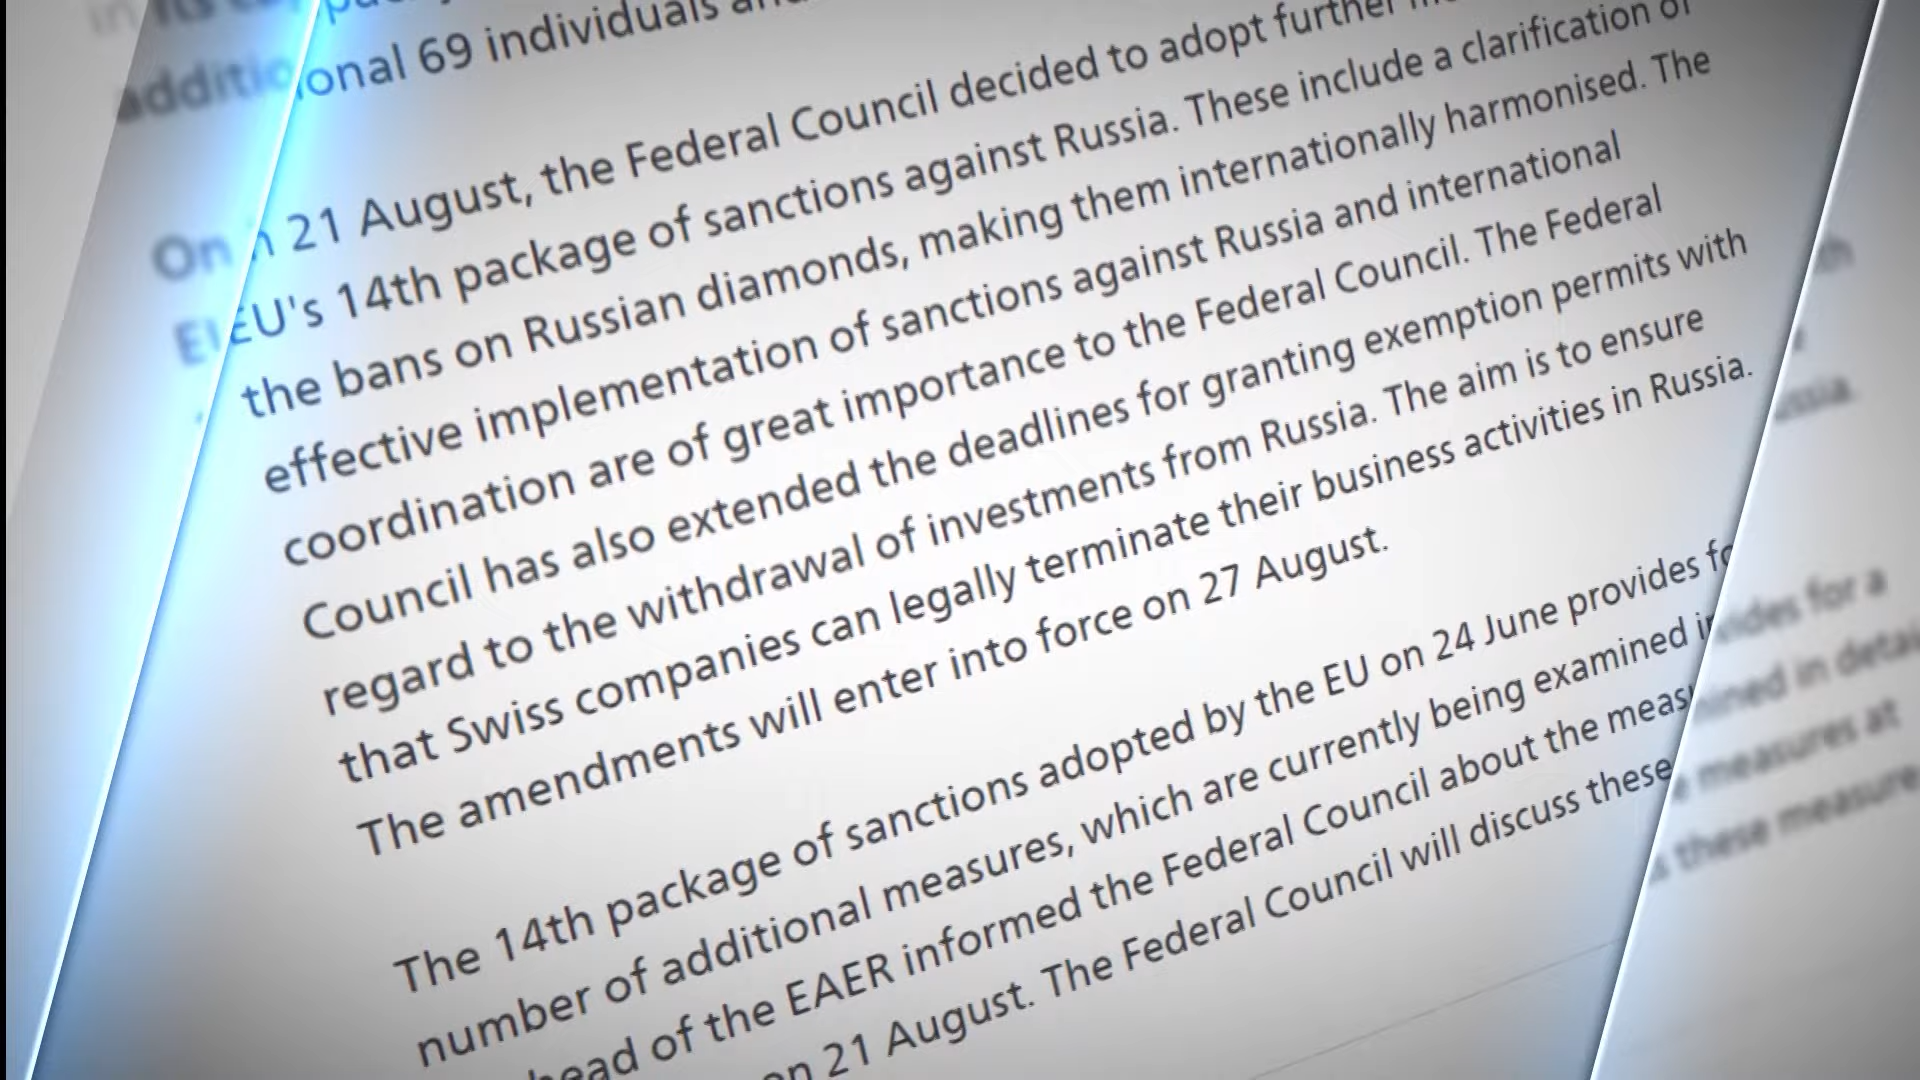 additional 69 individuals
On 21 August, the Federal Council decided to adopt further
EU's 14th package of sanctions against Russia. These include a clarification of
the bans on Russian diamonds, making them internationally harmonised. The
effective implementation of sanctions against Russia and international
coordination are of great importance to the Federal Council. The Federal
Council has also extended the deadlines for granting exemption permits with
regard to the withdrawal of investments from Russia. The aim is to ensure
that Swiss companies can legally terminate their business activities in Russia.
The amendments will enter into force on 27 August.
The 14th package of sanctions adopted by the EU on 24 June provides for a
number of additional measures, which are currently being examined in detail
head of the EAER informed the Federal Council about the measures at
on 21 August. The Federal Council will discuss these measure